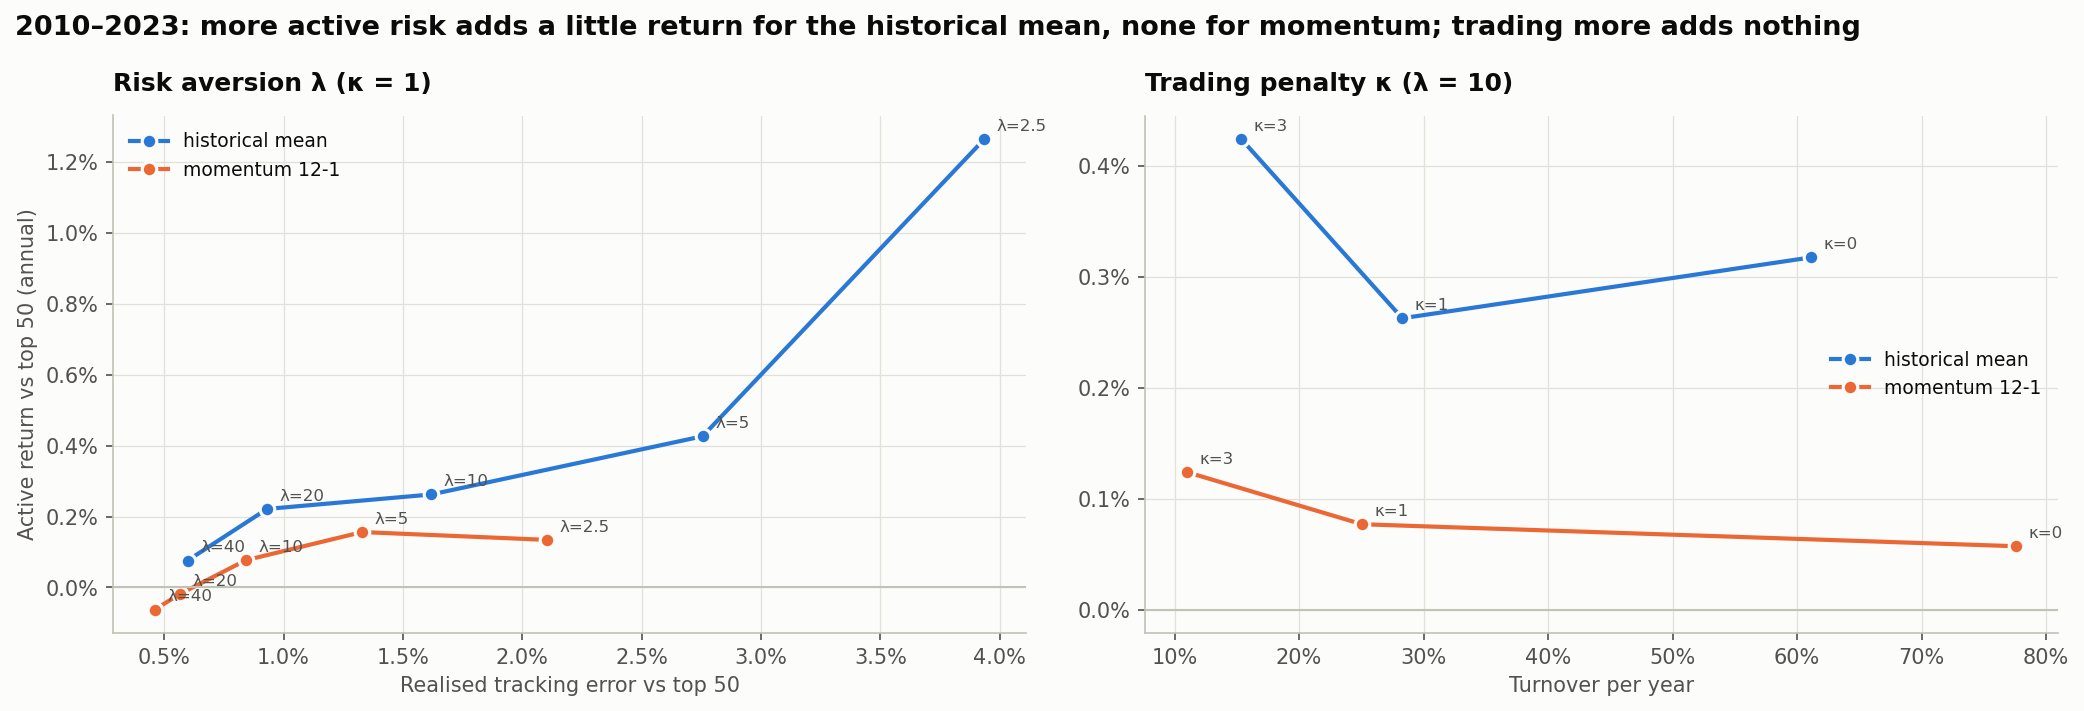 2010–2023: more active risk adds a little return for the historical mean, none for momentum; trading more adds nothing
Risk aversion λ (κ = 1)
historical mean
momentum 12-1
Active return vs top 50 (annual)
1.2%
1.0%
0.8%
0.6%
0.4%
0.2%
0.0%
λ=2.5
λ=5
λ=10
λ=20
λ=40
λ=2.5
λ=5
λ=10
λ=20
λ=40
0.5%
1.0%
1.5%
2.0%
2.5%
3.0%
3.5%
4.0%
Realised tracking error vs top 50
Trading penalty κ (λ = 10)
0.4%
0.3%
0.2%
0.1%
0.0%
κ=3
κ=1
κ=0
historical mean
momentum 12-1
κ=3
κ=1
κ=0
10%
20%
30%
40%
50%
60%
70%
80%
Turnover per year